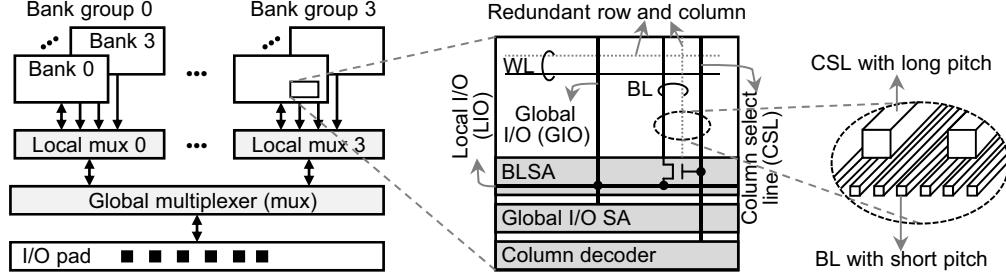 Bank group 0
Bank group 3
Bank 3
Bank 0
...
Local mux 0
...
Local mux 3
Global multiplexer (mux)
I/O pad
Redundant row and column
WL
BL
Global
I/O (GIO)
Local I/O
(LIO)
BLSA
Global I/O SA
Column decoder
Column select
line (CSL)
CSL with long pitch
BL with short pitch